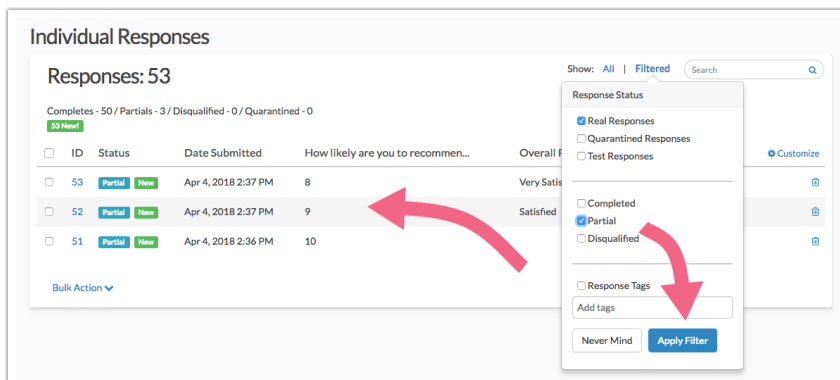 Individual Responses
Responses: 53
Show: All | Filtered
Search
Completes - 50 / Partials - 3 / Disqualified - 0 / Quarantined - 0
53 New!
ID Status Date Submitted How likely are you to recommen... Overall
Customize
53 Partial New Apr 4, 2018 2:37 PM 8 Very Satis
52 Partial New Apr 4, 2018 2:37 PM 9 Satisfied
51 Partial New Apr 4, 2018 2:36 PM 10
Bulk Action
Response Status
Real Responses
Quarantined Responses
Test Responses
Completed
Partial
Disqualified
Response Tags
Add tags
Never Mind Apply Filter